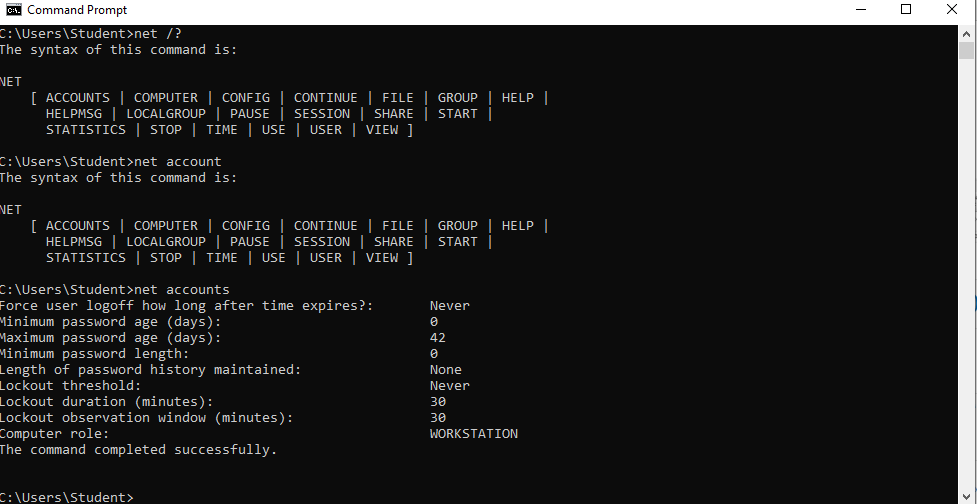 Command Prompt
C:\Users\Student>net /?
The syntax of this command is:
NET
[ ACCOUNTS | COMPUTER | CONFIG | CONTINUE | FILE | GROUP | HELP |
HELPMSG | LOCALGROUP | PAUSE | SESSION | SHARE | START |
STATISTICS | STOP | TIME | USE | USER | VIEW ]
C:\Users\Student>net account
The syntax of this command is:
NET
[ ACCOUNTS | COMPUTER | CONFIG | CONTINUE | FILE | GROUP | HELP |
HELPMSG | LOCALGROUP | PAUSE | SESSION | SHARE | START |
STATISTICS | STOP | TIME | USE | USER | VIEW ]
C:\Users\Student>net accounts
Force user logoff how long after time expires?: Never
Minimum password age (days): 0
Maximum password age (days): 42
Minimum password length: 0
Length of password history maintained: None
Lockout threshold: Never
Lockout duration (minutes): 30
Lockout observation window (minutes): 30
Computer role: WORKSTATION
The command completed successfully.
C:\Users\Student>